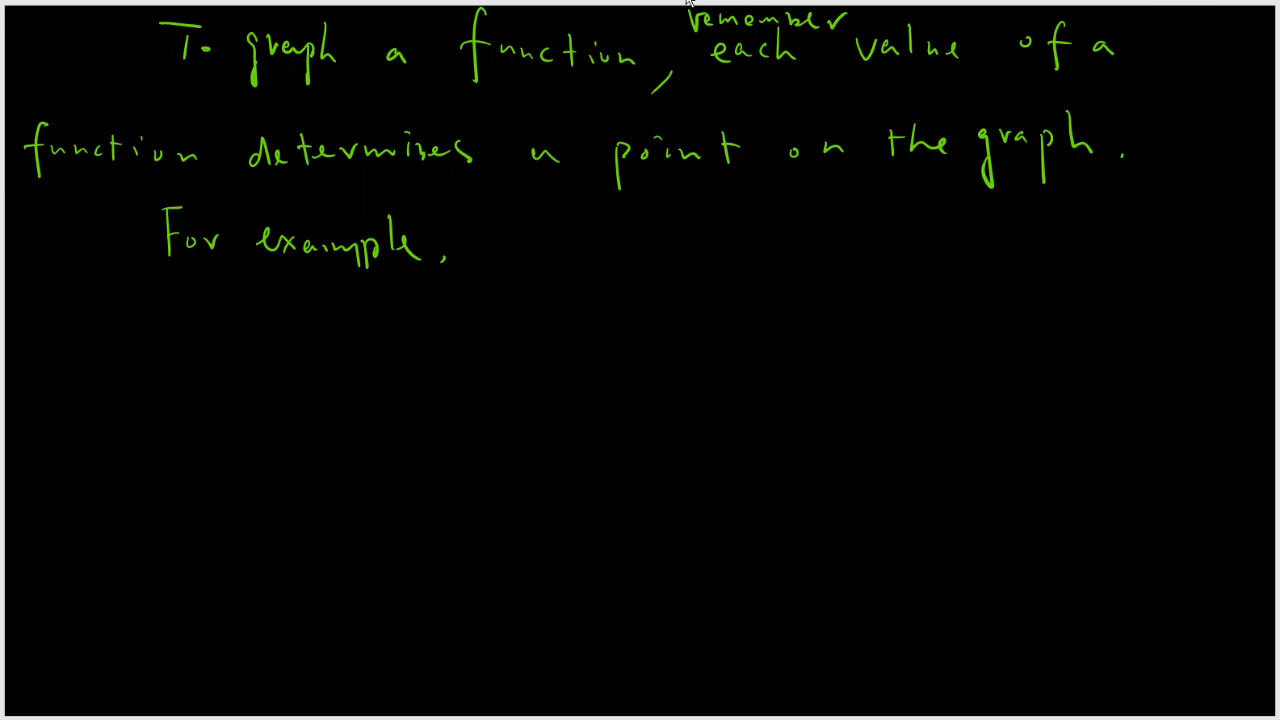 To graph a function, remember each value of a
function determines a point on the graph.
For example,